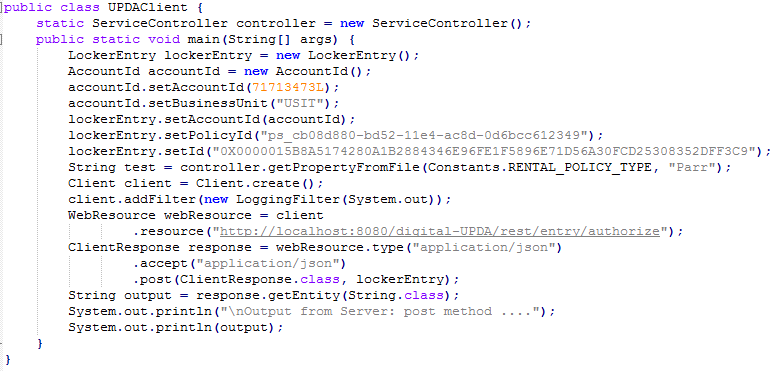 public class UPDAClient {
static ServiceController controller = new ServiceController();
public static void main(String[] args) {
LockerEntry lockerEntry = new LockerEntry();
AccountId accountId = new AccountId();
accountId.setAccountId(71713473L);
accountId.setBusinessUnit("USIT");
lockerEntry.setAccountId(accountId);
lockerEntry.setPolicyId("ps_cb08d880-bd52-11e4-ac8d-0d6bcc612349");
lockerEntry.setId("0X0000015B8A5174280A1B2884346E96FE1F5896E71D56A30FCD25308352DFF3C9");
String test = controller.getPropertyFromFile(Constants.RENTAL_POLICY_TYPE, "Parr");
Client client = Client.create();
client.addFilter(new LoggingFilter(System.out));
WebResource webResource = client
.resource("http://localhost:8080/digital-UPDA/rest/entry/authorize");
ClientResponse response = webResource.type("application/json")
.accept("application/json")
.post(ClientResponse.class, lockerEntry);
String output = response.getEntity(String.class);
System.out.println("\nOutput from Server: post method ....");
System.out.println(output);
}
}